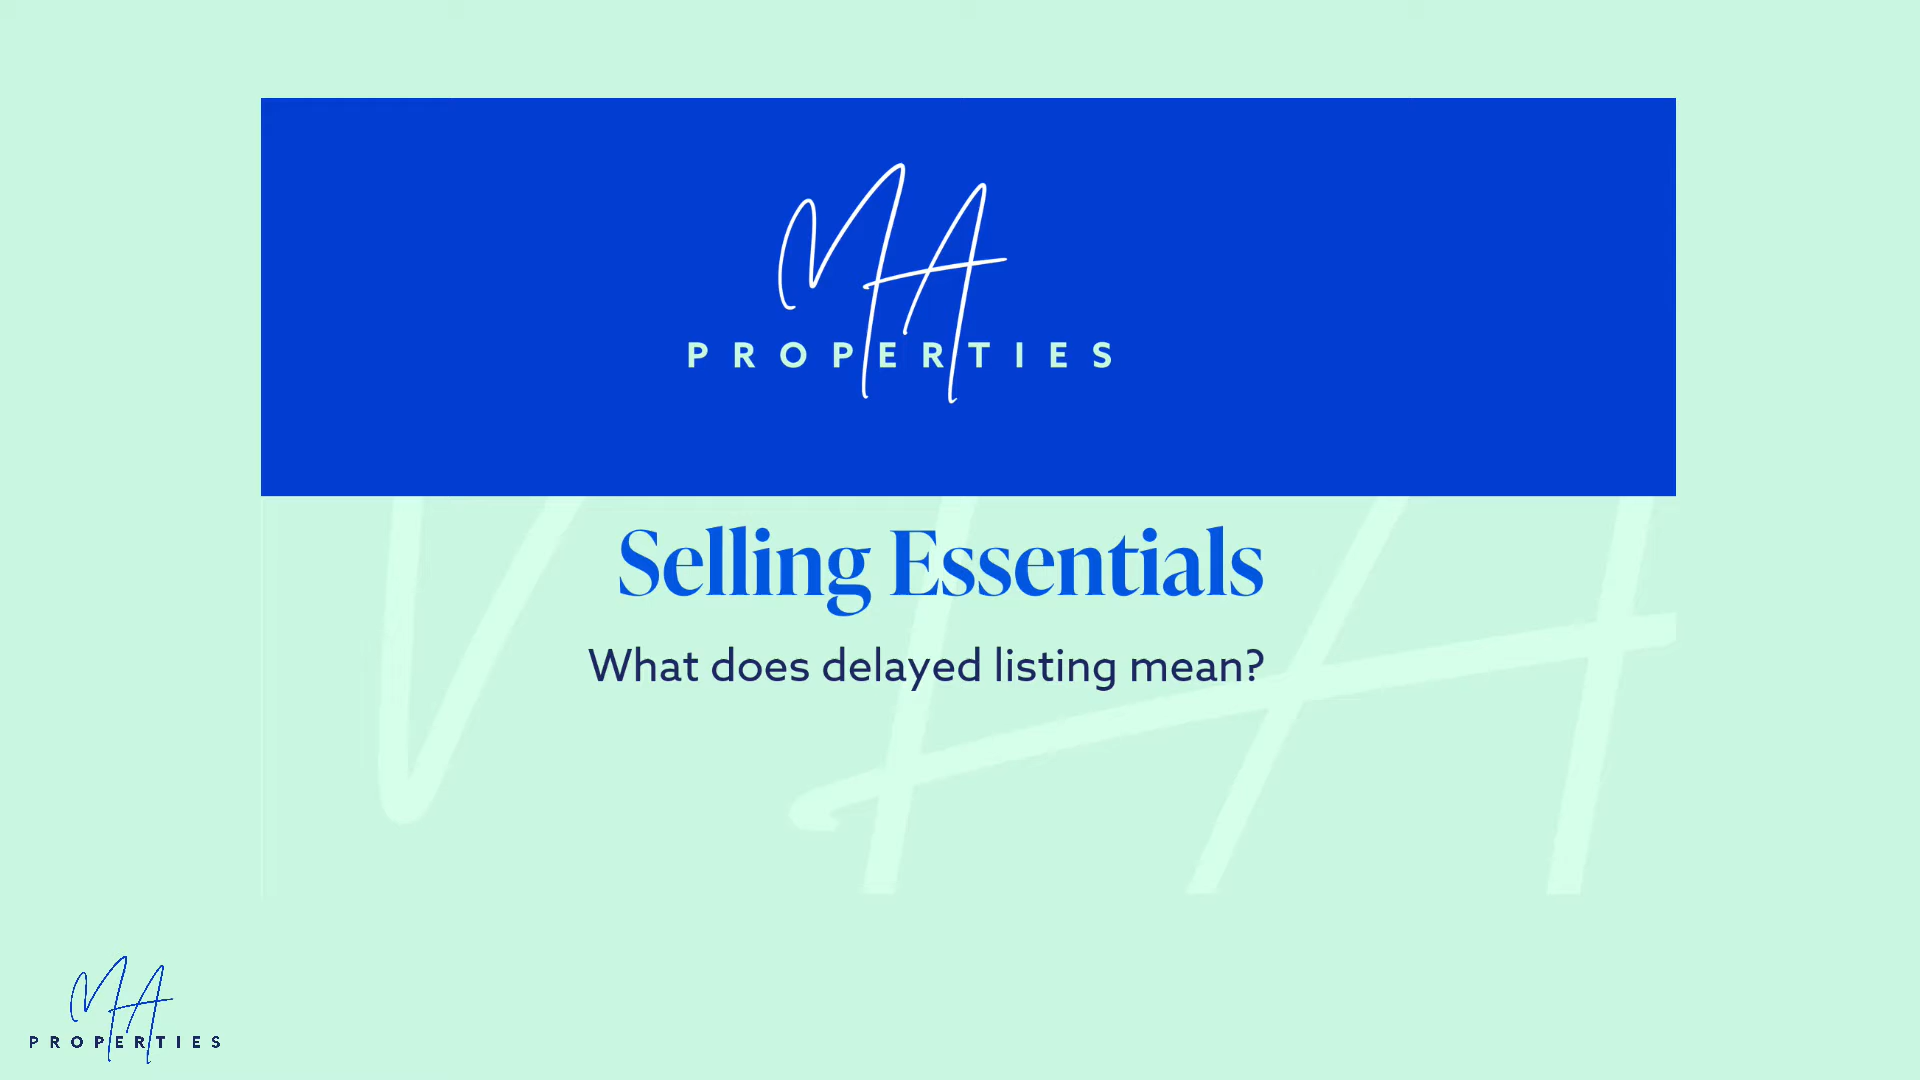 MA
PROPERTIES
Selling Essentials
What does delayed listing mean?
MA
PROPERTIES